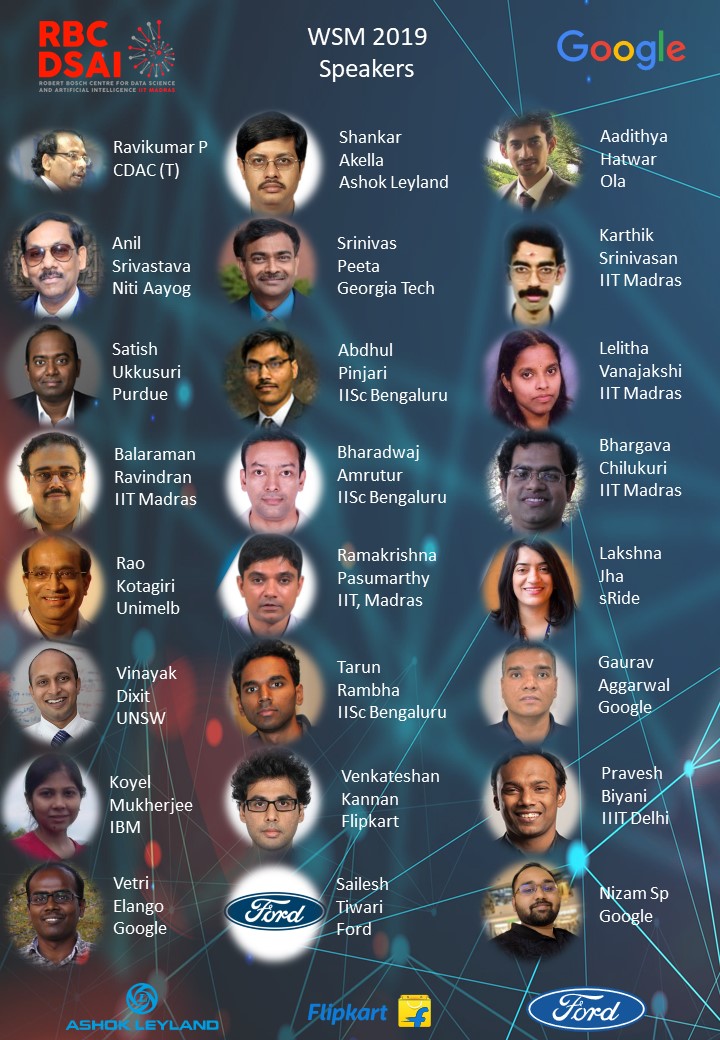 RBC
DSAI
ROBERT BOSCH CENTRE FOR DATA SCIENCE
AND ARTIFICIAL INTELLIGENCE IIT MADRAS
WSM 2019
Speakers
Google
Ravikumar P
CDAC (T)
Shankar
Akella
Ashok Leyland
Aadithya
Hatwar
Ola
Anil
Srivastava
Niti Aayog
Srinivas
Peeta
Georgia Tech
Karthik
Srinivasan
IIT Madras
Satish
Ukkusuri
Purdue
Abdhul
Pinjari
IISc Bengaluru
Lelitha
Vanajakshi
IIT Madras
Balaraman
Ravindran
IIT Madras
Bharadwaj
Amrutur
IISc Bengaluru
Bhargava
Chilukuri
IIT Madras
Rao
Kotagiri
Unimelb
Ramakrishna
Pasumarthy
IIT, Madras
Lakshna
Jha
sRide
Vinayak
Dixit
UNSW
Tarun
Rambha
IISc Bengaluru
Gaurav
Aggarwal
Google
Koyel
Mukherjee
IBM
Venkateshan
Kannan
Flipkart
Pravesh
Biyani
IIIT Delhi
Vetri
Elango
Google
Ford
Sailesh
Tiwari
Ford
Nizam Sp
Google
ASHOK LEYLAND
Flipkart
Ford